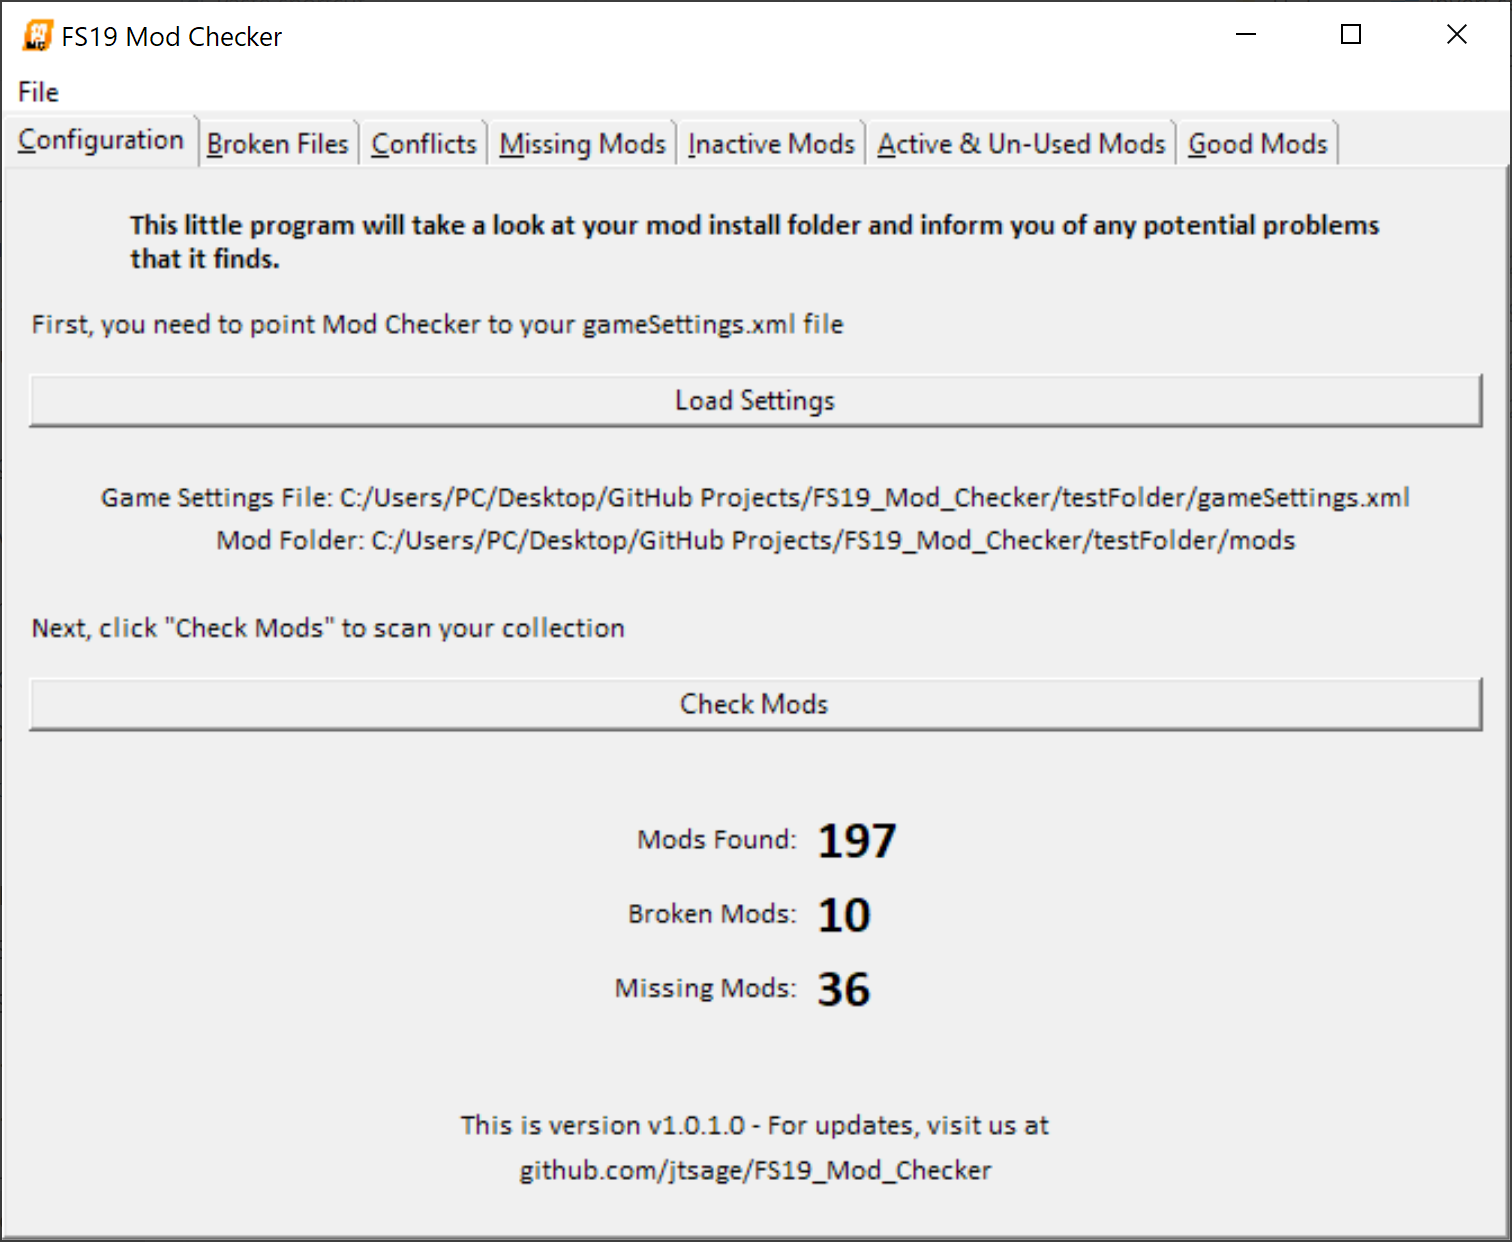 FS19 Mod Checker
File
Configuration Broken Files Conflicts Missing Mods Inactive Mods Active & Un-Used Mods Good Mods
This little program will take a look at your mod install folder and inform you of any potential problems
that it finds.
First, you need to point Mod Checker to your gameSettings.xml file
Load Settings
Game Settings File: C:/Users/PC/Desktop/GitHub Projects/FS19_Mod_Checker/testFolder/gameSettings.xml
Mod Folder: C:/Users/PC/Desktop/GitHub Projects/FS19_Mod_Checker/testFolder/mods
Next, click "Check Mods" to scan your collection
Check Mods
Mods Found: 197
Broken Mods: 10
Missing Mods: 36
This is version v1.0.1.0 - For updates, visit us at
github.com/jtsage/FS19_Mod_Checker